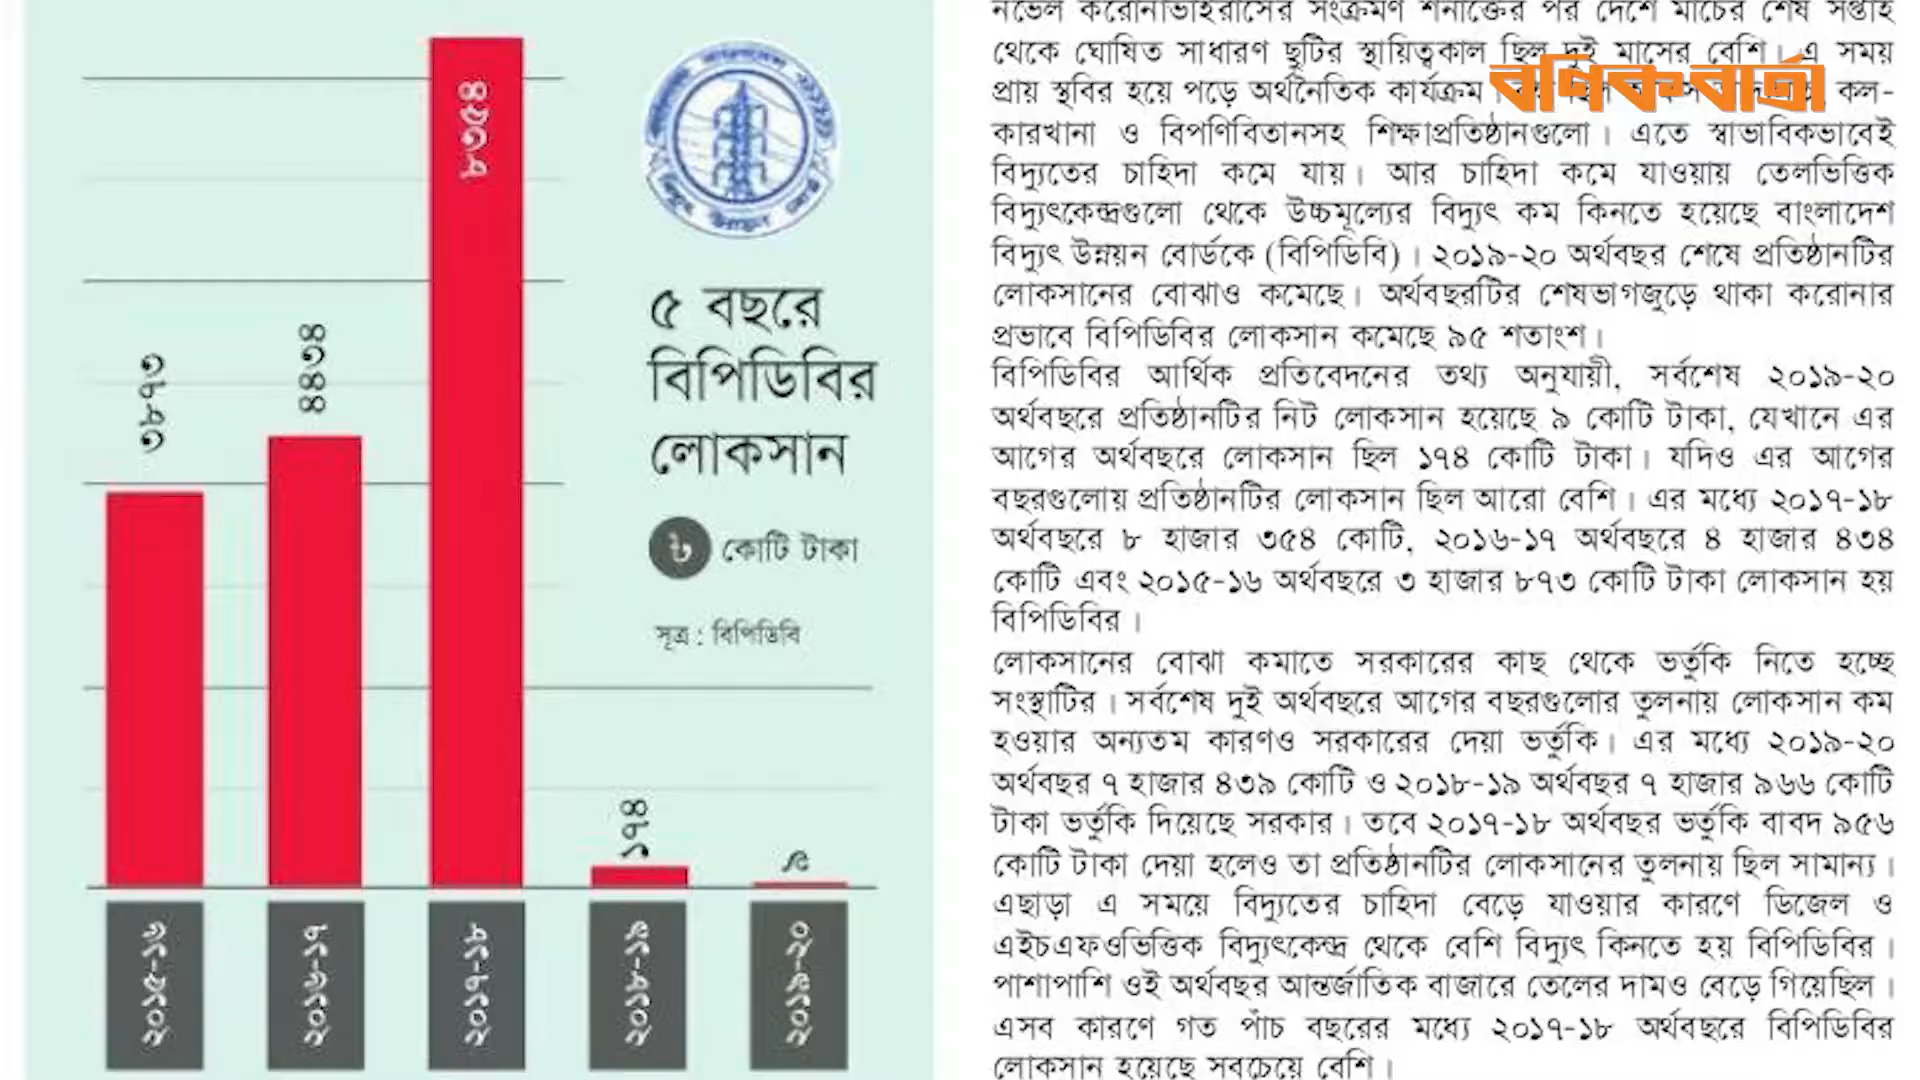 ৮৩৫৪
৪৪৩৪
৩৮৭৩
১৭৪
৯
২০১৫-১৬
২০১৬-১৭
২০১৭-১৮
২০১৮-১৯
২০১৯-২০
৫ বছরে
বিপিডিবির
লোকসান
৳ কোটি টাকা
সূত্র : বিপিডিবি
বণিক বার্তা
নভেল করোনাভাইরাসের সংক্রমণ শনাক্তের পর দেশে মার্চের শেষ সপ্তাহ
থেকে ঘোষিত সাধারণ ছুটির স্থায়িত্বকাল ছিল দুই মাসের বেশি। এ সময়
প্রায় স্থবির হয়ে পড়ে অর্থনৈতিক কার্যক্রম। কল-
কারখানা ও বিপণিবিতানসহ শিক্ষাপ্রতিষ্ঠানগুলো। এতে স্বাভাবিকভাবেই
বিদ্যুতের চাহিদা কমে যায়। আর চাহিদা কমে যাওয়ায় তেলভিত্তিক
বিদ্যুৎকেন্দ্রগুলো থেকে উচ্চমূল্যের বিদ্যুৎ কম কিনতে হয়েছে বাংলাদেশ
বিদ্যুৎ উন্নয়ন বোর্ডকে (বিপিডিবি)। ২০১৯-২০ অর্থবছর শেষে প্রতিষ্ঠানটির
লোকসানের বোঝাও কমেছে। অর্থবছরটির শেষভাগজুড়ে থাকা করোনার
প্রভাবে বিপিডিবির লোকসান কমেছে ৯৫ শতাংশ।
বিপিডিবির আর্থিক প্রতিবেদনের তথ্য অনুযায়ী, সর্বশেষ ২০১৯-২০
অর্থবছরে প্রতিষ্ঠানটির নিট লোকসান হয়েছে ৯ কোটি টাকা, যেখানে এর
আগের অর্থবছরে লোকসান ছিল ১৭৪ কোটি টাকা। যদিও এর আগের
বছরগুলোয় প্রতিষ্ঠানটির লোকসান ছিল আরো বেশি। এর মধ্যে ২০১৭-১৮
অর্থবছরে ৮ হাজার ৩৫৪ কোটি, ২০১৬-১৭ অর্থবছরে ৪ হাজার ৪৩৪
কোটি এবং ২০১৫-১৬ অর্থবছরে ৩ হাজার ৮৭৩ কোটি টাকা লোকসান হয়
বিপিডিবির।
লোকসানের বোঝা কমাতে সরকারের কাছ থেকে ভর্তুকি নিতে হচ্ছে
সংস্থাটির। সর্বশেষ দুই অর্থবছরে আগের বছরগুলোর তুলনায় লোকসান কম
হওয়ার অন্যতম কারণও সরকারের দেয়া ভর্তুকি। এর মধ্যে ২০১৯-২০
অর্থবছর ৭ হাজার ৪৩৯ কোটি ও ২০১৮-১৯ অর্থবছর ৭ হাজার ৯৬৬ কোটি
টাকা ভর্তুকি দিয়েছে সরকার। তবে ২০১৭-১৮ অর্থবছর ভর্তুকি বাবদ ৯৫৬
কোটি টাকা দেয়া হলেও তা প্রতিষ্ঠানটির লোকসানের তুলনায় ছিল সামান্য।
এছাড়া এ সময়ে বিদ্যুতের চাহিদা বেড়ে যাওয়ার কারণে ডিজেল ও
এইচএফওভিত্তিক বিদ্যুৎকেন্দ্র থেকে বেশি বিদ্যুৎ কিনতে হয় বিপিডিবির।
পাশাপাশি ওই অর্থবছর আন্তর্জাতিক বাজারে তেলের দামও বেড়ে গিয়েছিল।
এসব কারণে গত পাঁচ বছরের মধ্যে ২০১৭-১৮ অর্থবছরে বিপিডিবির
লোকসান হয়েছে সবচেয়ে বেশি।